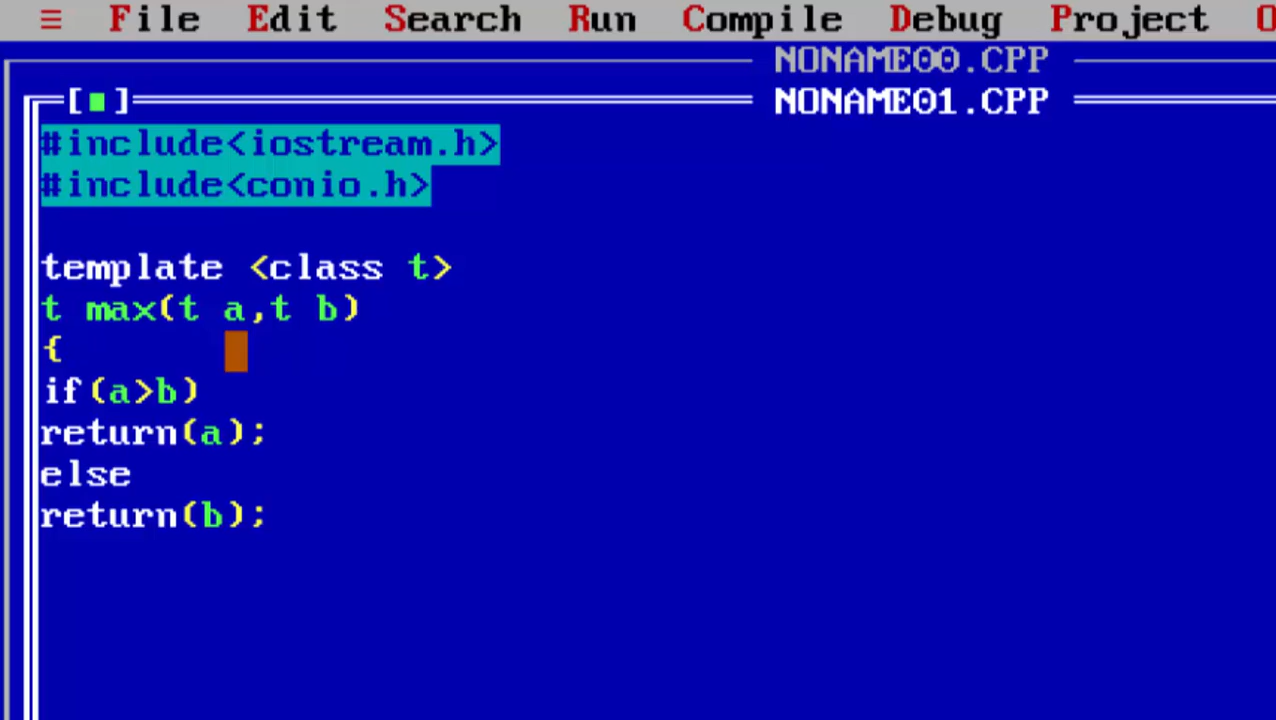 ≡ File Edit Search Run Compile Debug Project O
NONAME00.CPP
[■] NONAME01.CPP
#include<iostream.h>
#include<conio.h>
template <class t>
t max(t a,t b)
{
if(a>b)
return(a);
else
return(b);